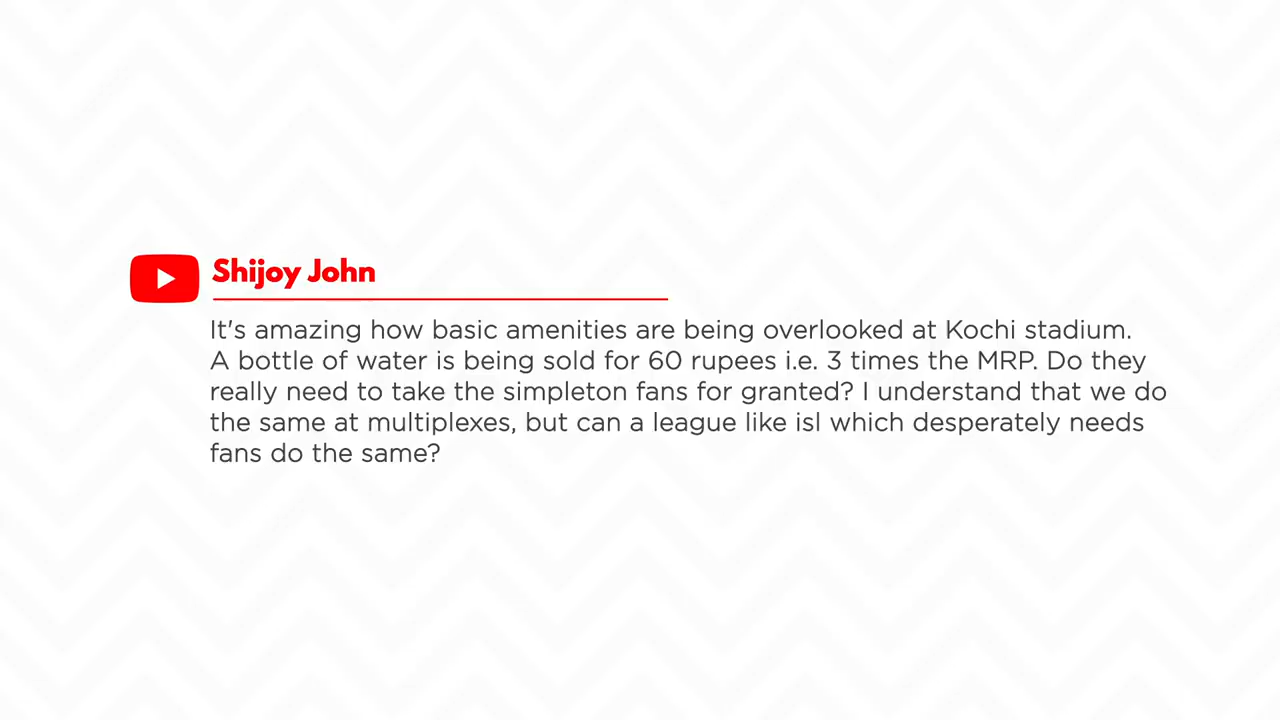 Shijoy John
It's amazing how basic amenities are being overlooked at Kochi stadium.
A bottle of water is being sold for 60 rupees i.e. 3 times the MRP. Do they
really need to take the simpleton fans for granted? I understand that we do
the same at multiplexes, but can a league like isl which desperately needs
fans do the same?